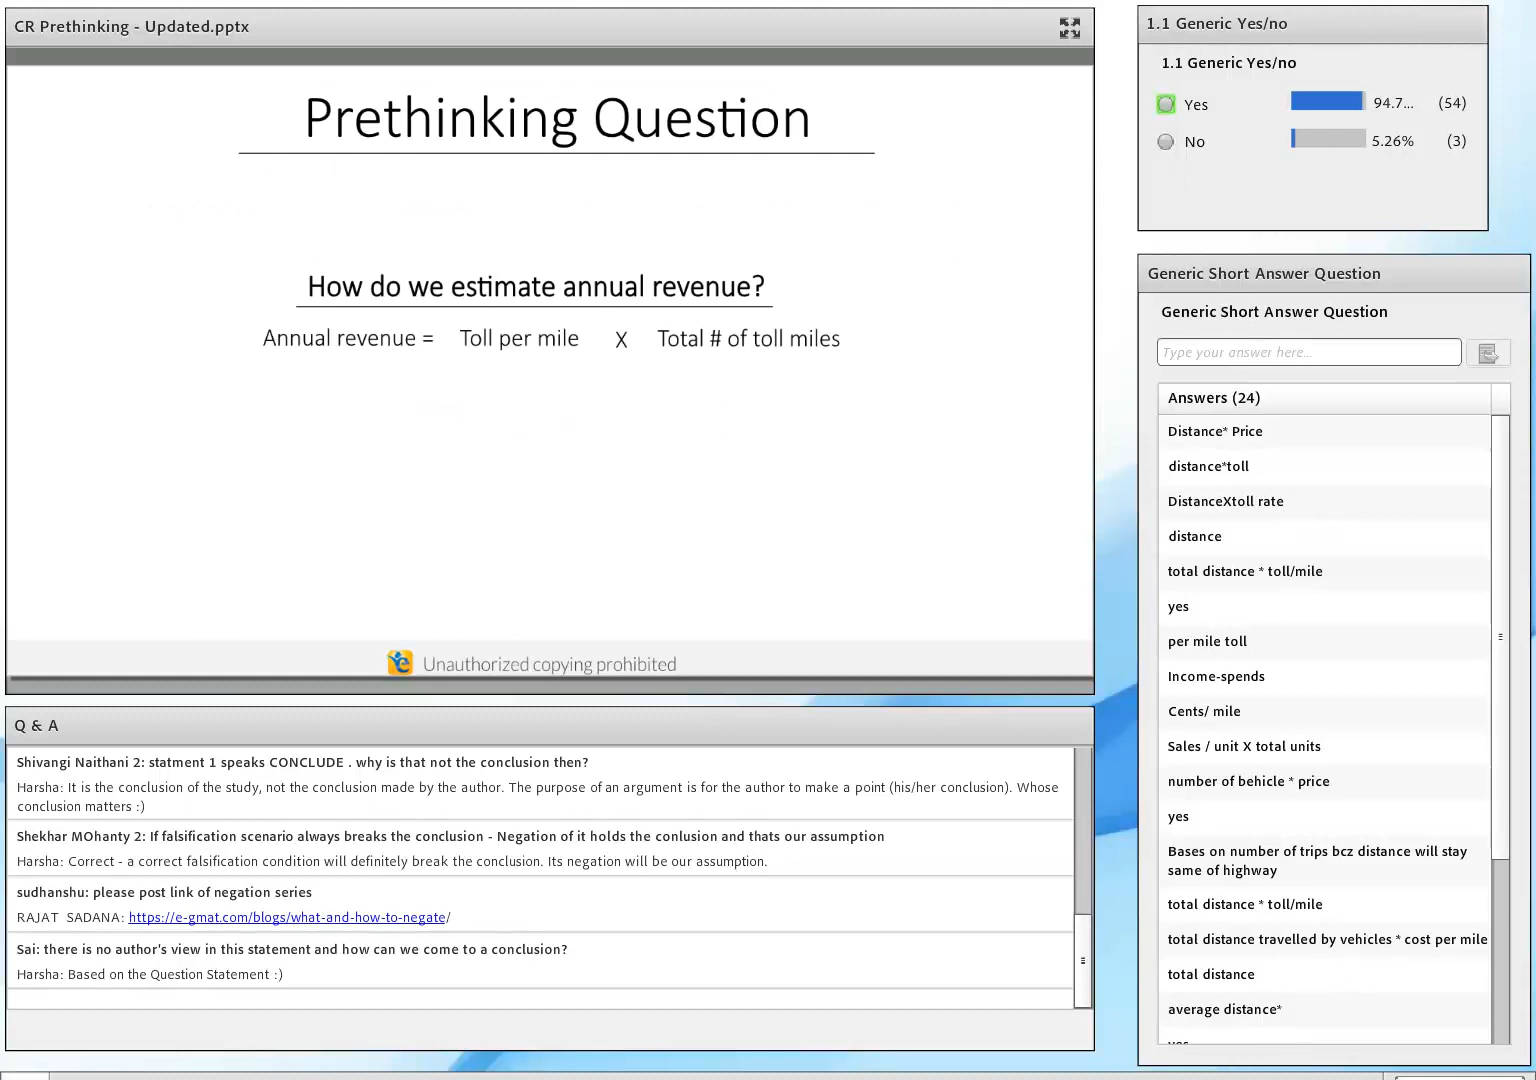 CR Prethinking - Updated.pptx
Prethinking Question
How do we estimate annual revenue?
Annual revenue = Toll per mile X Total # of toll miles
Unauthorized copying prohibited
Q & A
Shivangi Naithani 2: statment 1 speaks CONCLUDE . why is that not the conclusion then?
Harsha: It is the conclusion of the study, not the conclusion made by the author. The purpose of an argument is for the author to make a point (his/her conclusion). Whose
conclusion matters :)
Shekhar MOhanty 2: If falsification scenario always breaks the conclusion - Negation of it holds the conlusion and thats our assumption
Harsha: Correct - a correct falsification condition will definitely break the conclusion. Its negation will be our assumption.
sudhanshu: please post link of negation series
RAJAT SADANA: https://e-gmat.com/blogs/what-and-how-to-negate/
Sai: there is no author's view in this statement and how can we come to a conclusion?
Harsha: Based on the Question Statement :)
1.1 Generic Yes/no
1.1 Generic Yes/no
Yes 94.7... (54)
No 5.26% (3)
Generic Short Answer Question
Generic Short Answer Question
Type your answer here...
Answers (24)
Distance* Price
distance*toll
DistanceXtoll rate
distance
total distance * toll/mile
yes
per mile toll
Income-spends
Cents/ mile
Sales / unit X total units
number of behicle * price
yes
Bases on number of trips bcz distance will stay
same of highway
total distance * toll/mile
total distance travelled by vehicles * cost per mile
total distance
average distance*